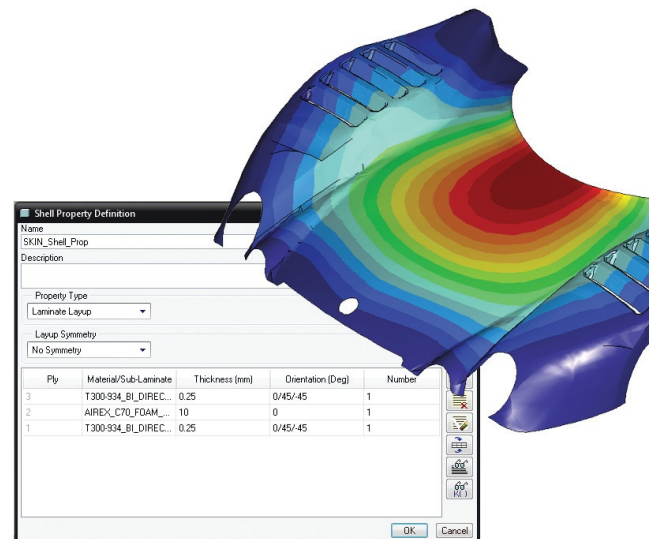 Shell Property Definition
Name
SKIN_Shell_Prop
Description
Property Type
Laminate Layup
Layup Symmetry
No Symmetry
Ply Material/Sub-Laminate Thickness (mm) Orientation (Deg) Number
3 T300-934_BI_DIREC... 0.25 0/45/-45 1
2 AIREX_C70_FOAM_... 10 0 1
1 T300-934_BI_DIREC... 0.25 0/45/-45 1
K( )
OK Cancel